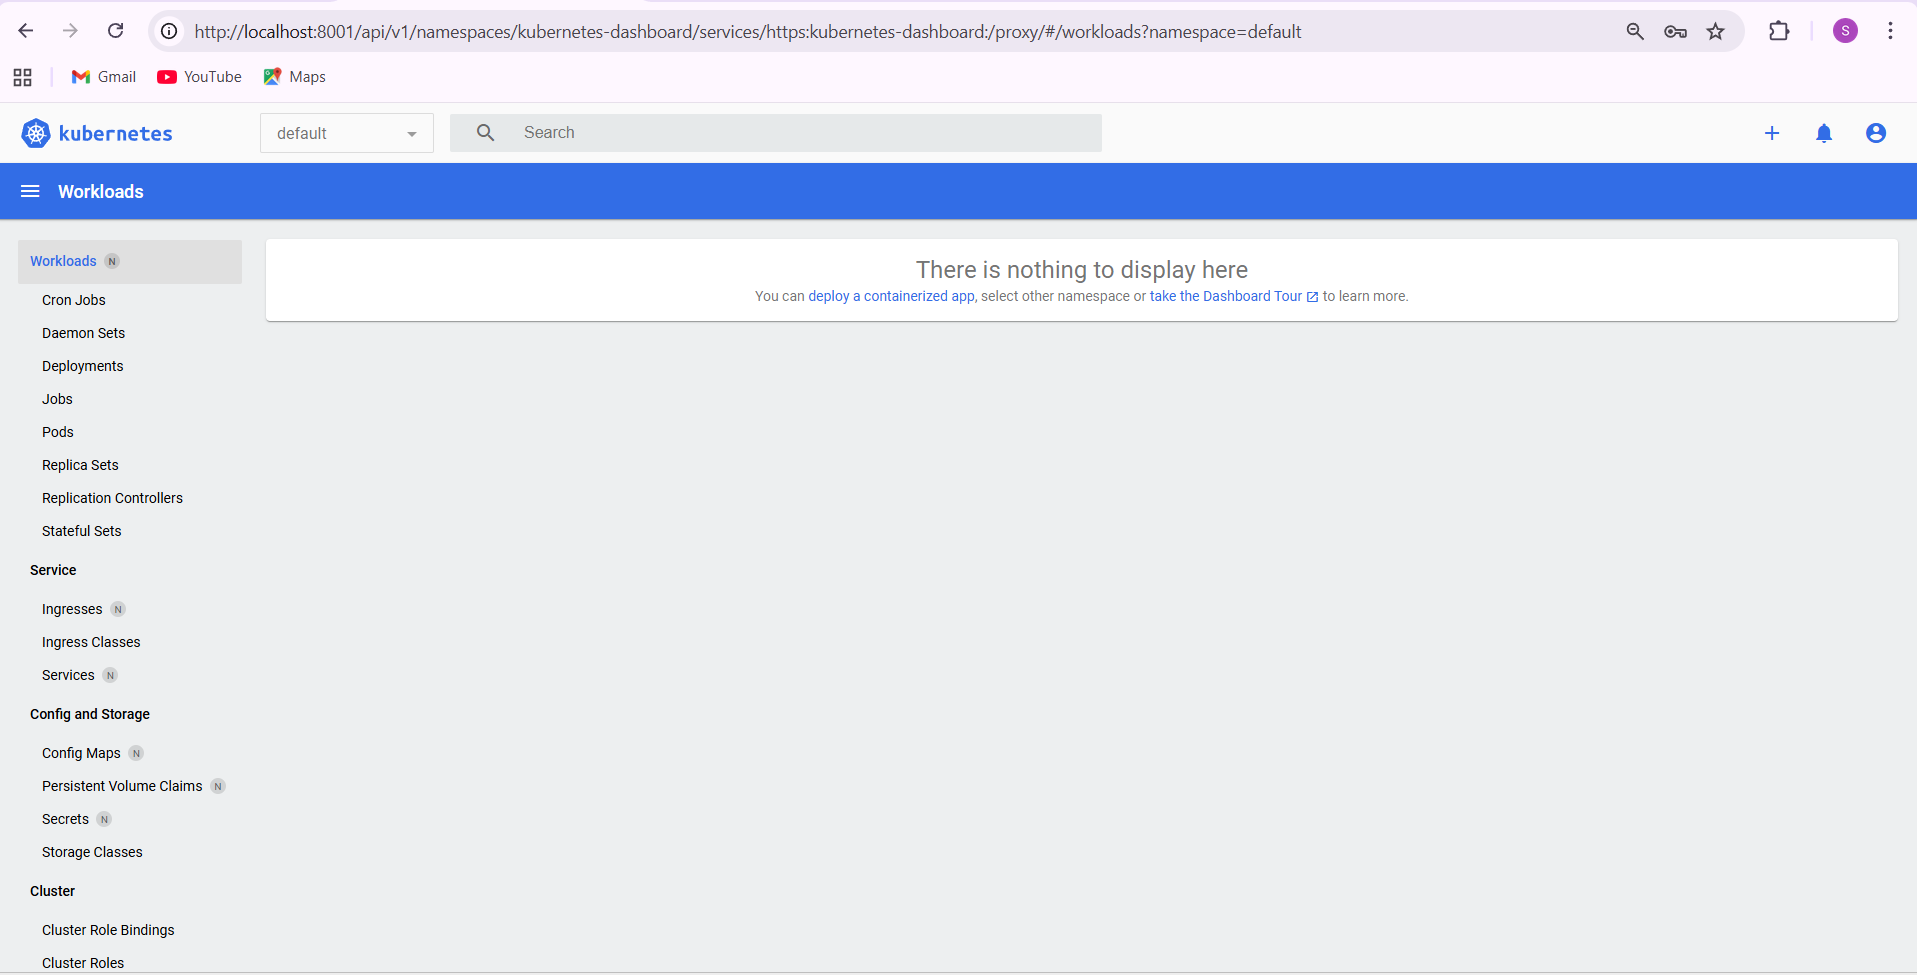 http://localhost:8001/api/v1/namespaces/kubernetes-dashboard/services/https:kubernetes-dashboard:/proxy/#/workloads?namespace=default
S
Gmail YouTube Maps
kubernetes default Search
Workloads
Workloads N
There is nothing to display here
You can deploy a containerized app, select other namespace or take the Dashboard Tour to learn more.
Cron Jobs
Daemon Sets
Deployments
Jobs
Pods
Replica Sets
Replication Controllers
Stateful Sets
Service
Ingresses N
Ingress Classes
Services N
Config and Storage
Config Maps N
Persistent Volume Claims N
Secrets N
Storage Classes
Cluster
Cluster Role Bindings
Cluster Roles